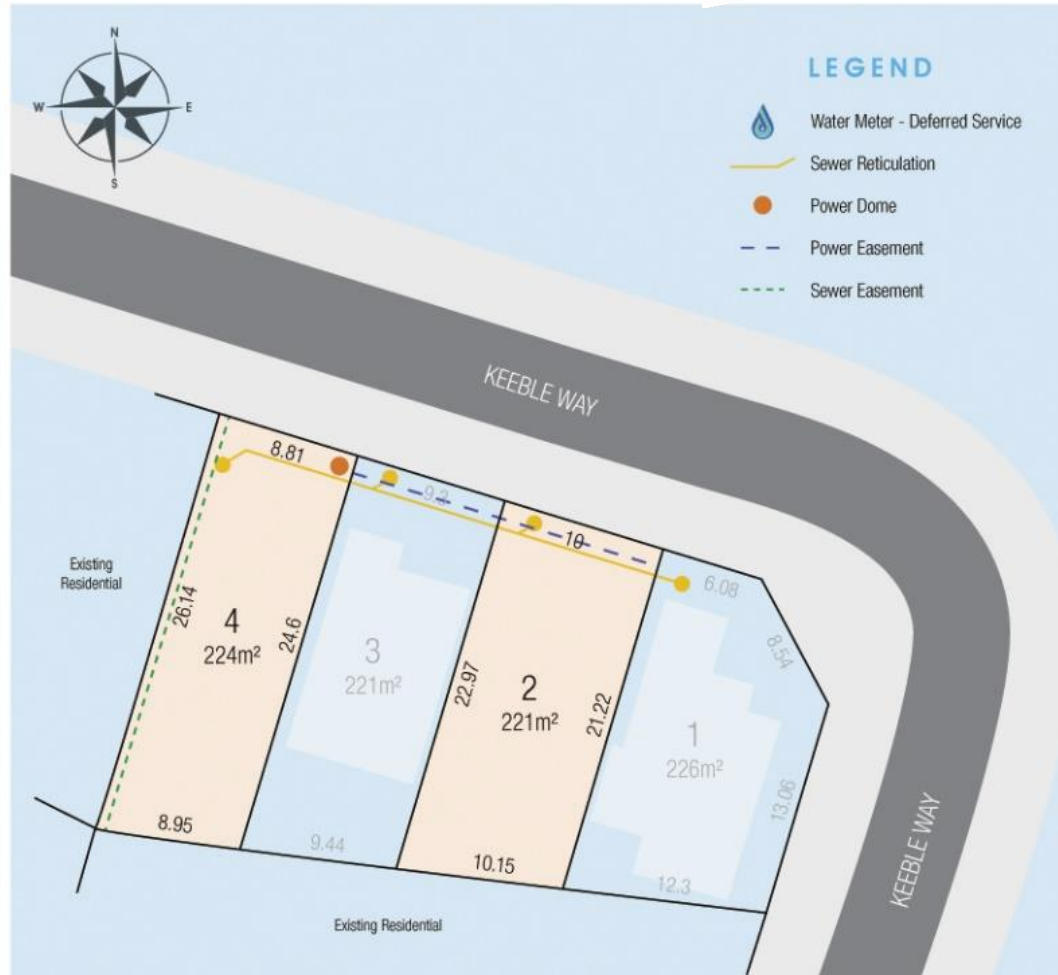 N
W
E
S
LEGEND
Water Meter - Deferred Service
Sewer Reticulation
Power Dome
Power Easement
Sewer Easement
KEEBLE WAY
8.81
9.3
10
6.08
8.54
Existing
Residential
26.14
4
224m²
24.6
3
221m²
22.97
2
221m²
21.22
1
226m²
13.06
8.95
9.44
10.15
12.3
KEEBLE WAY
Existing Residential